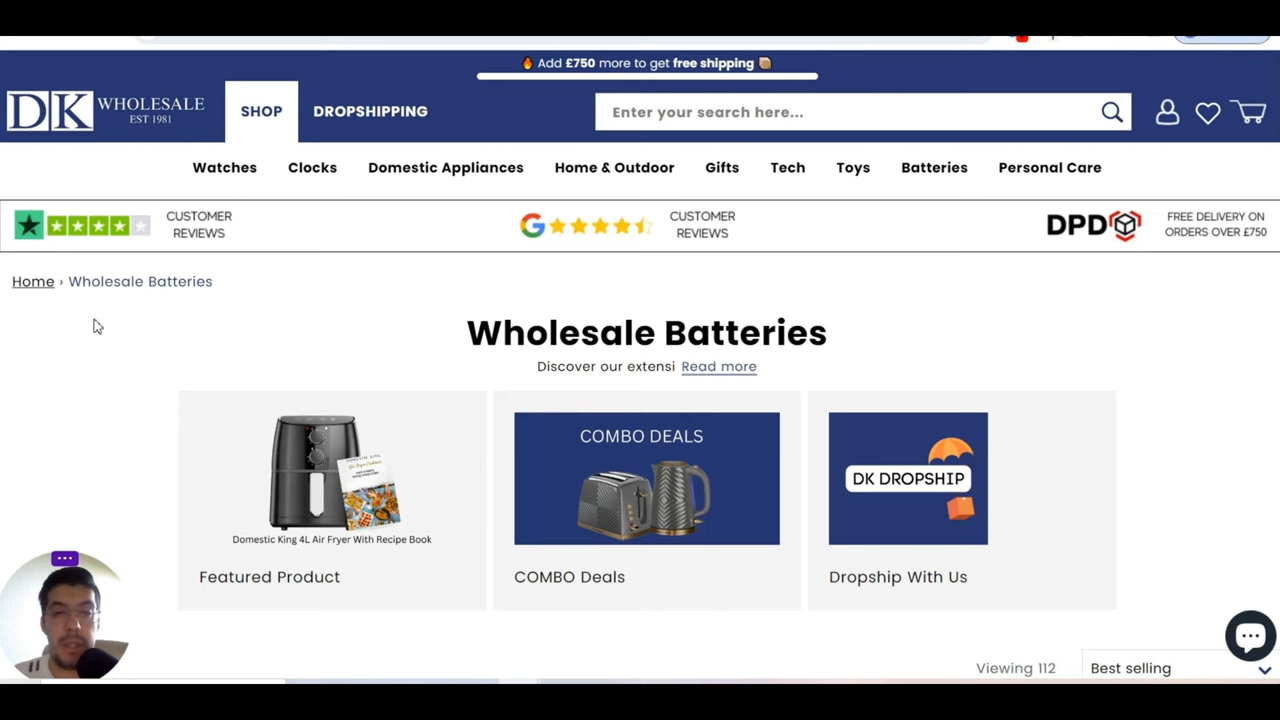 🔥 Add £750 more to get free shipping 📦
DK WHOLESALE
EST 1981
SHOP
DROPSHIPPING
Enter your search here...
Watches
Clocks
Domestic Appliances
Home & Outdoor
Gifts
Tech
Toys
Batteries
Personal Care
CUSTOMER
REVIEWS
CUSTOMER
REVIEWS
DPD
FREE DELIVERY ON
ORDERS OVER £750
Home › Wholesale Batteries
Wholesale Batteries
Discover our extensi Read more
Domestic King 4L Air Fryer With Recipe Book
Featured Product
COMBO DEALS
COMBO Deals
DK DROPSHIP
Dropship With Us
Viewing 112
Best selling